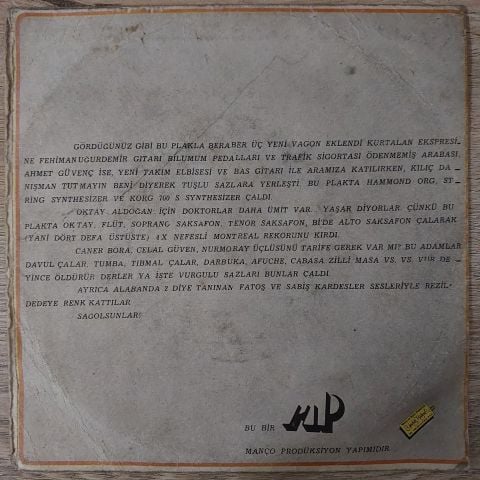 GÖRDÜĞÜNÜZ GİBİ BU PLAKLA BERABER ÜÇ YENİ VAGON EKLENDİ KURTALAN EKSPRESİ-
NE FEHİMAN UĞURDEMİR GİTARI BİLUMUM PEDALLARI VE TRAFİK SİGORTASI ÖDENMEMİŞ ARABASI,
AHMET GÜVENÇ İSE, YENİ TAKIM ELBİSESİ VE BAS GİTARI İLE ARAMIZA KATILIRKEN, KILIÇ DA-
NIŞMAN TUTMAYIN BENİ DİYEREK TUŞLU SAZLARA YERLEŞTİ BU PLAKTA HAMMOND ORG, ST-
RING SYNTHESIZER VE KORG 700 S SYNTHESIZER ÇALDI.
OKTAY ALDOĞAN İÇİN DOKTORLAR DAHA ÜMİT VAR.. YAŞAR DİYORLAR. ÇÜNKÜ BU
PLAKTA OKTAY, FLÜT, SOPRANO SAKSAFON, TENOR SAKSAFON, BİDE ALTO SAKSAFON ÇALARAK
(YANİ DÖRT DEFA ÜSTÜSTE) 4 X NEFESLİ MONTREAL REKORUNU KIRDI.
CANER BORA, CELAL GÜVEN, NURMORAY ÜÇLÜSÜNÜ TARİFE GEREK VAR MI? BU ADAMLAR
DAVUL ÇALAR, TUMBA, TIBMAL ÇALAR, DARBUKA, AFUCHE, CABASA ZİLLİ MASA VS. VS. VUR DE-
YİNCE ÖLDÜRÜR DERLER YA İŞTE VURGULU SAZLARI BUNLAR ÇALDI.
AYRICA ALABANDA 2 DİYE TANINAN FATOŞ VE SABİŞ KARDEŞLER SESLERİYLE REZİL-
DEDEYE RENK KATTILAR
SAĞOLSUNLAR!
BU BİR
MANÇO PRODÜKSİYON YAPIMIDIR